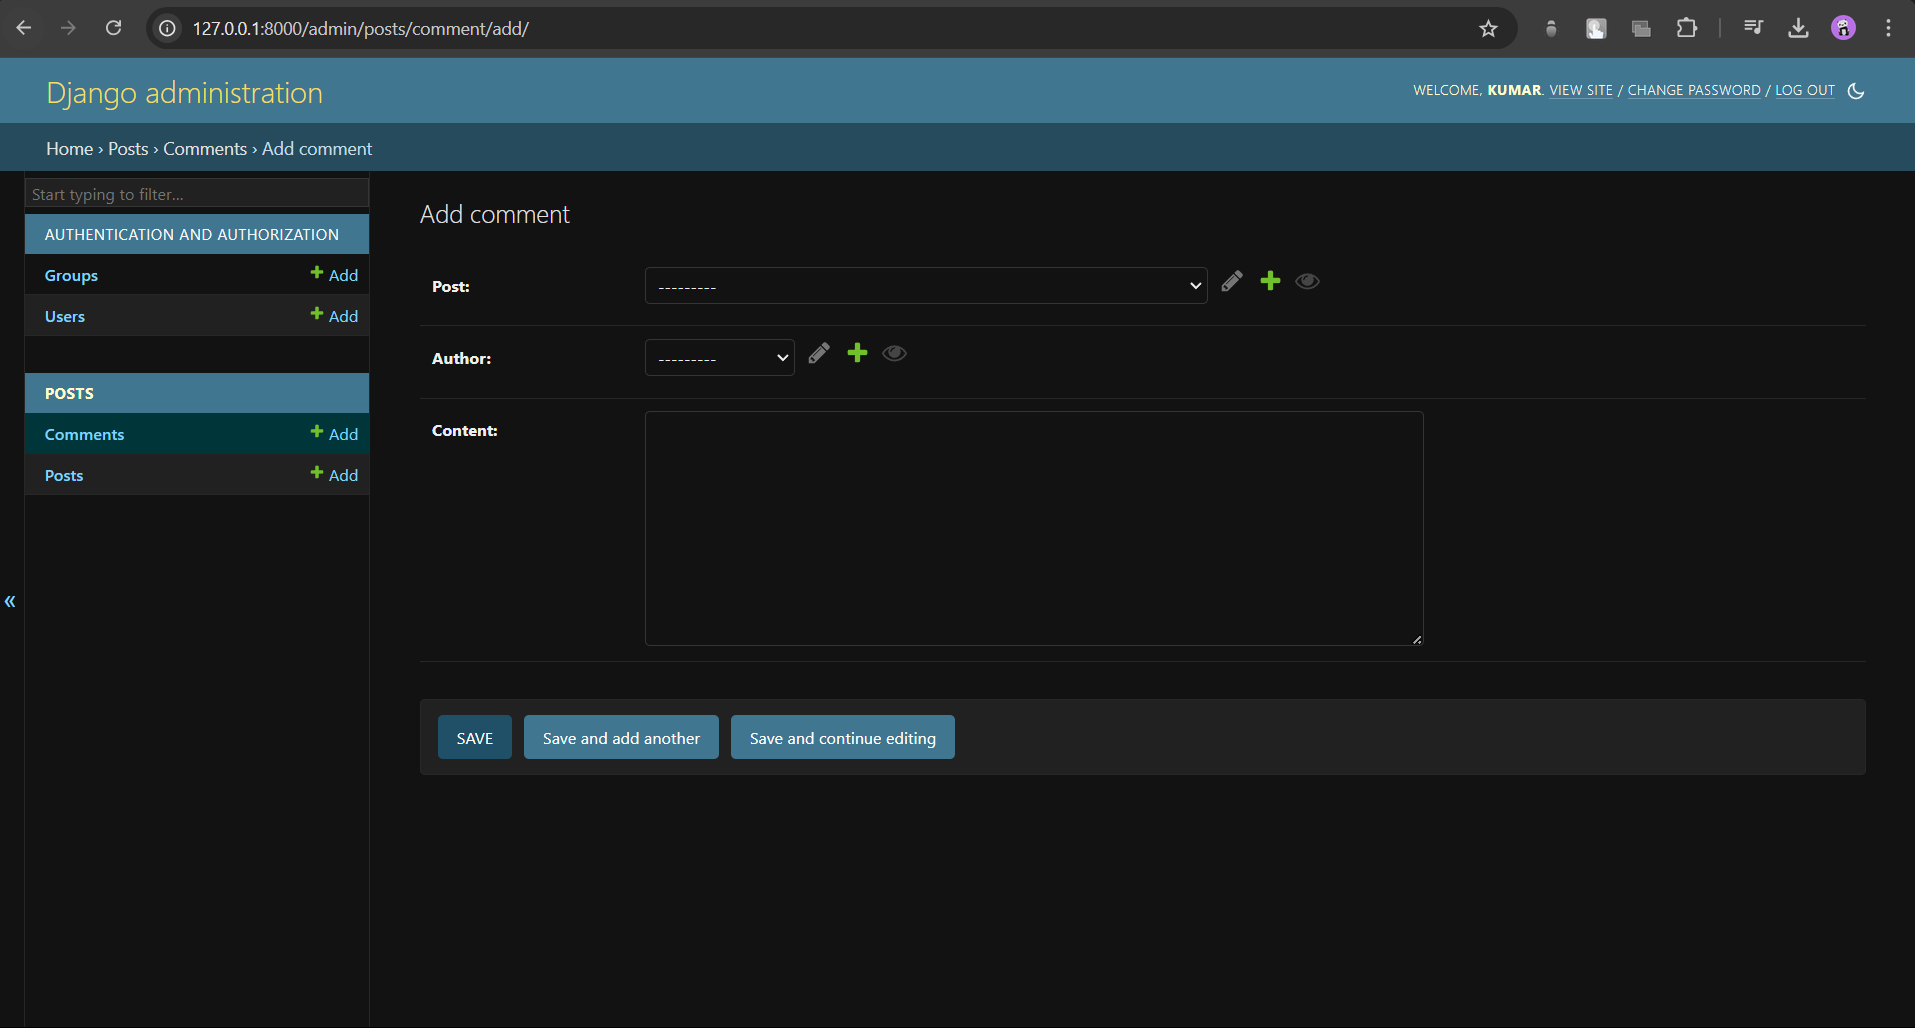 127.0.0.1:8000/admin/posts/comment/add/
Django administration
WELCOME, KUMAR. VIEW SITE / CHANGE PASSWORD / LOG OUT
Home › Posts › Comments › Add comment
Start typing to filter...
AUTHENTICATION AND AUTHORIZATION
Groups + Add
Users + Add
POSTS
Comments + Add
Posts + Add
«
Add comment
Post: ---------
Author: ---------
Content:
SAVE Save and add another Save and continue editing